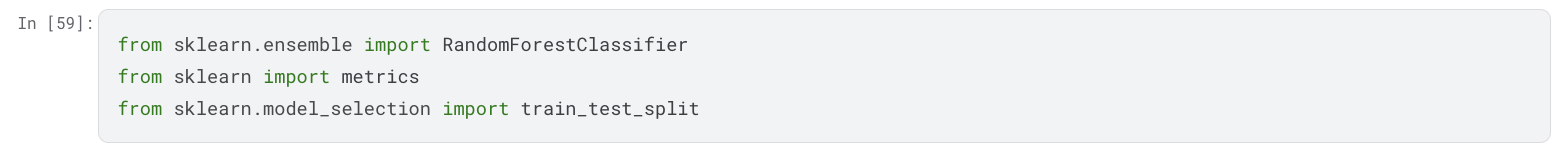 In [59]:
from sklearn.ensemble import RandomForestClassifier
from sklearn import metrics
from sklearn.model_selection import train_test_split